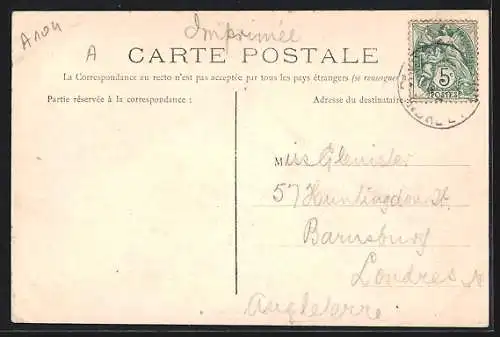 A104
Imprimée
A
CARTE POSTALE
La Correspondance au recto n'est pas acceptée par tous les pays étrangers (se renseigner
Partie réservée à la correspondance :
Adresse du destinataire
5c
POSTES
Miss Glenister
57 Huntingdon St.
Barnsbury
Londres N
Angleterre